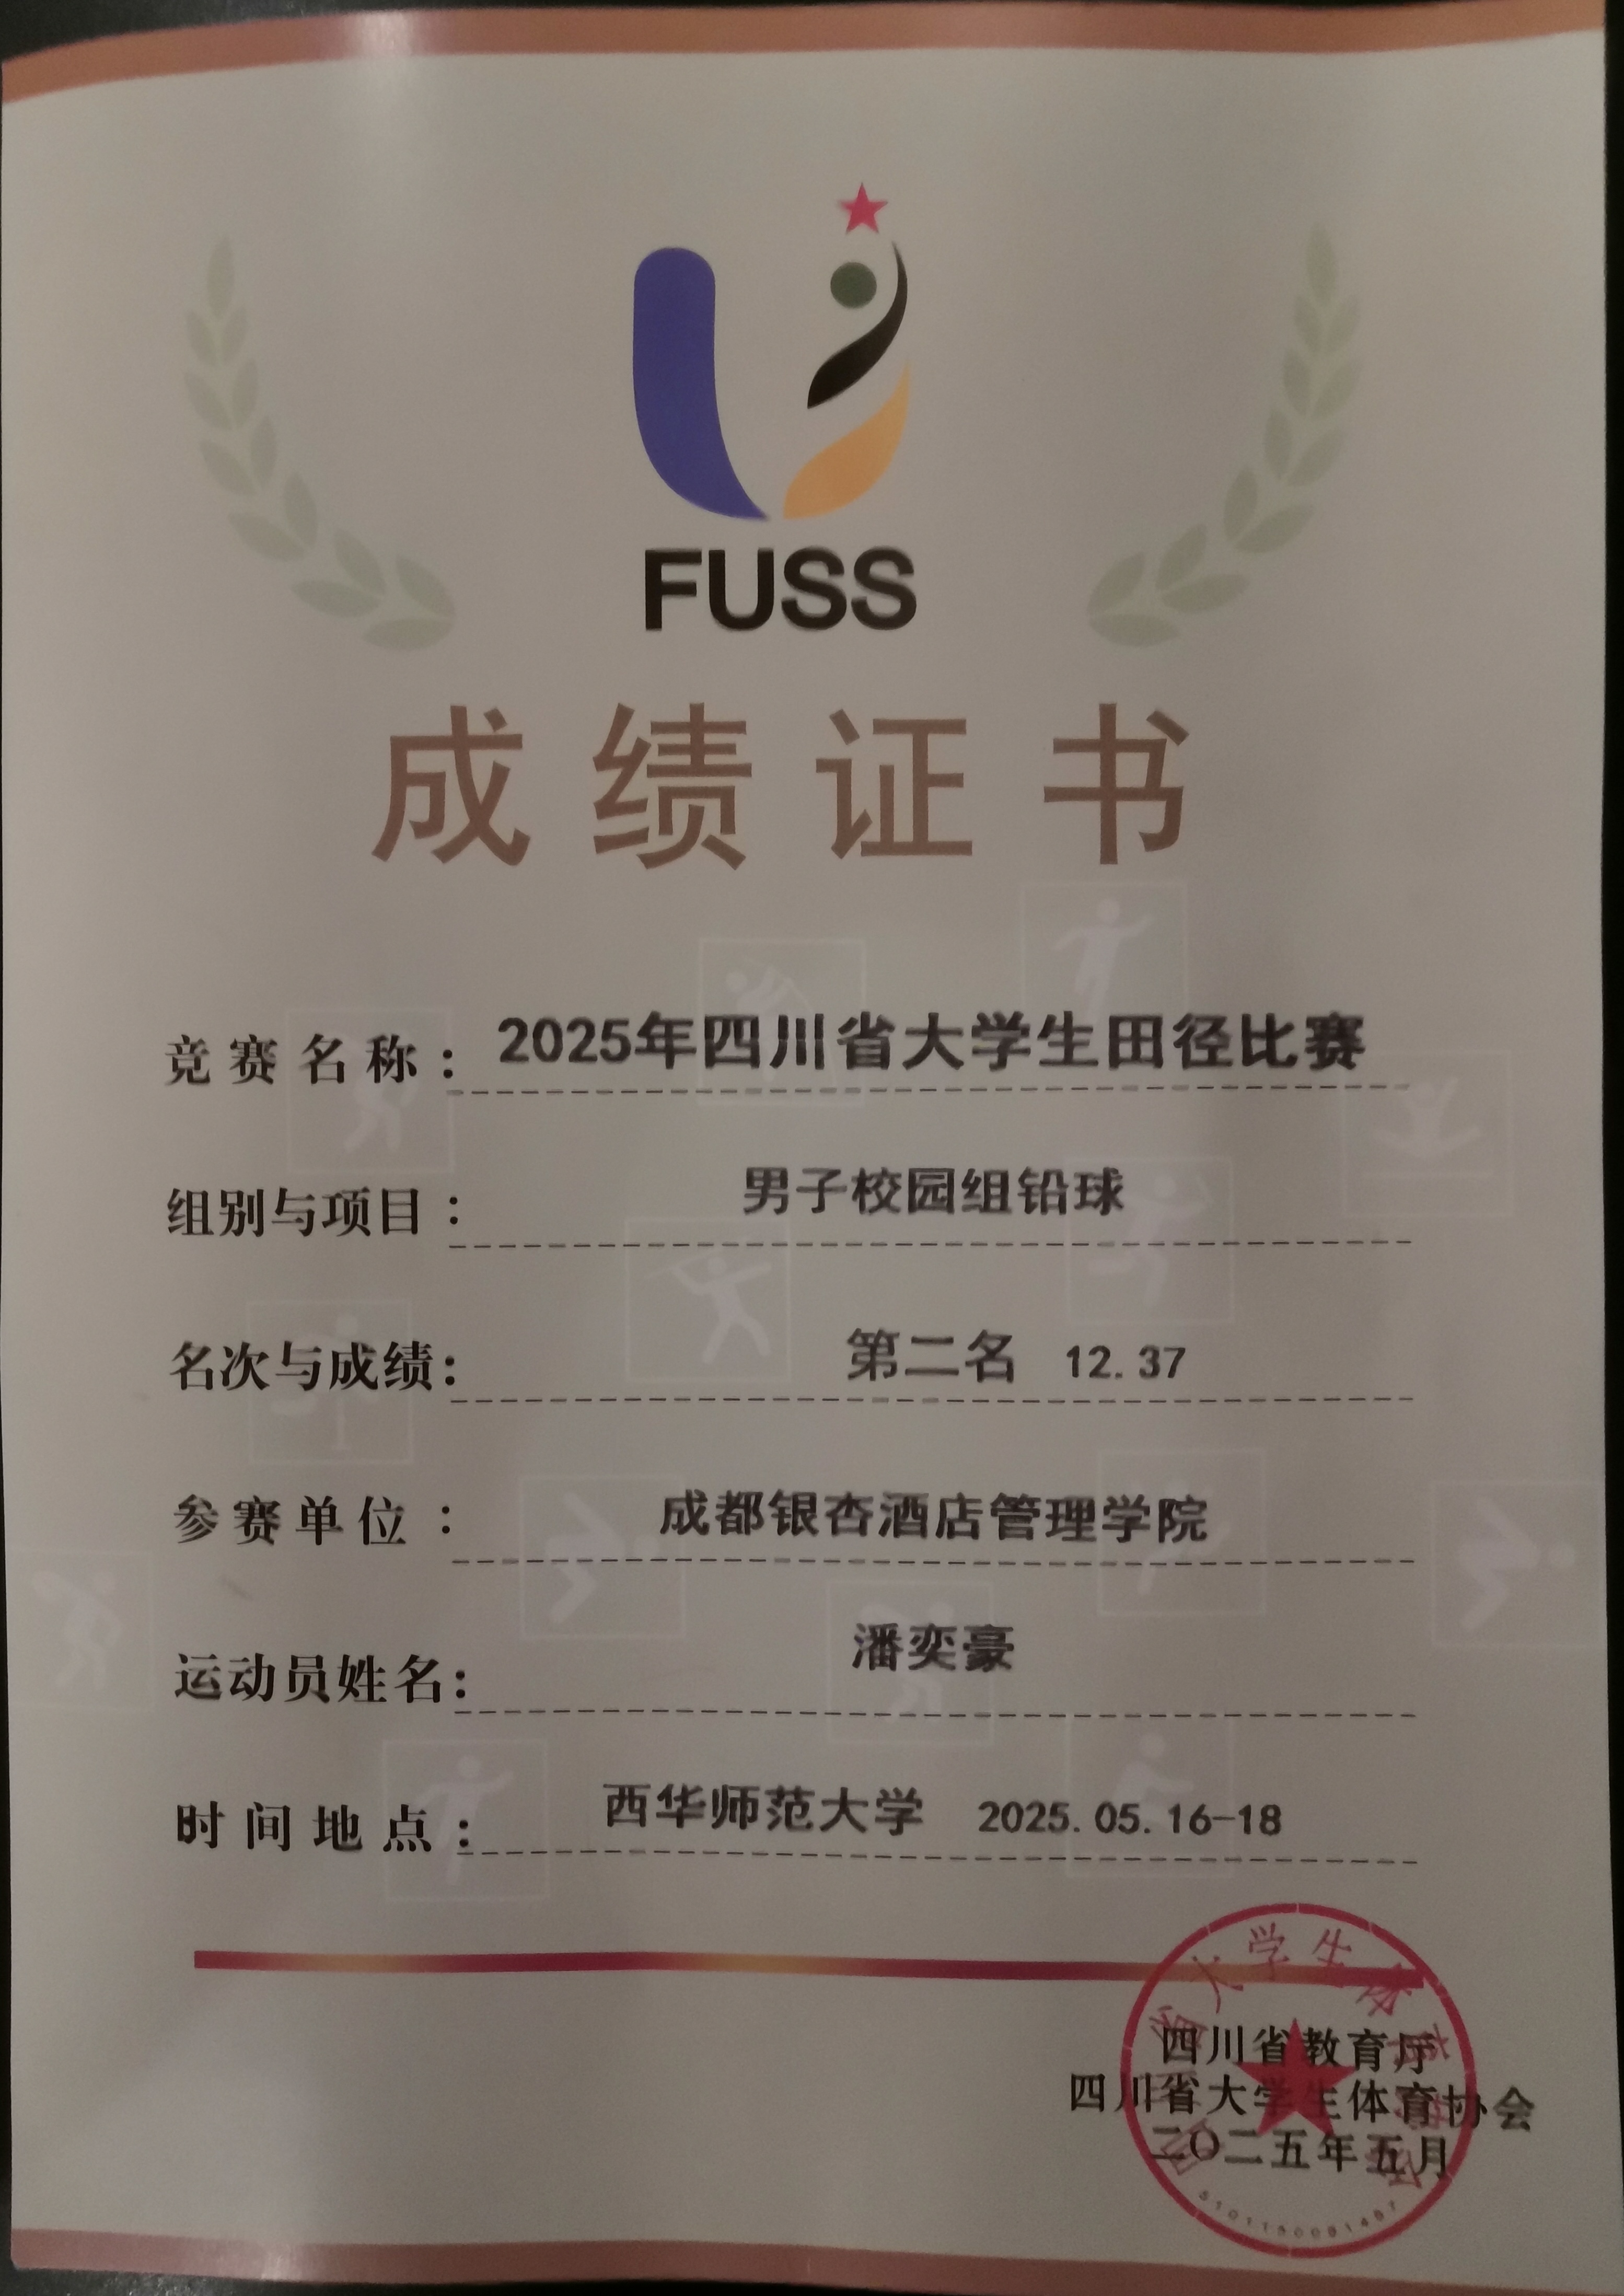 FUSS
成绩证书
竞赛名称：2025年四川省大学生田径比赛
组别与项目：男子校园组铅球
名次与成绩：第二名 12.37
参赛单位：成都银杏酒店管理学院
运动员姓名：潘奕豪
时间地点：西华师范大学 2025.05.16-18
四川省教育厅
四川省大学生体育协会
二〇二五年五月